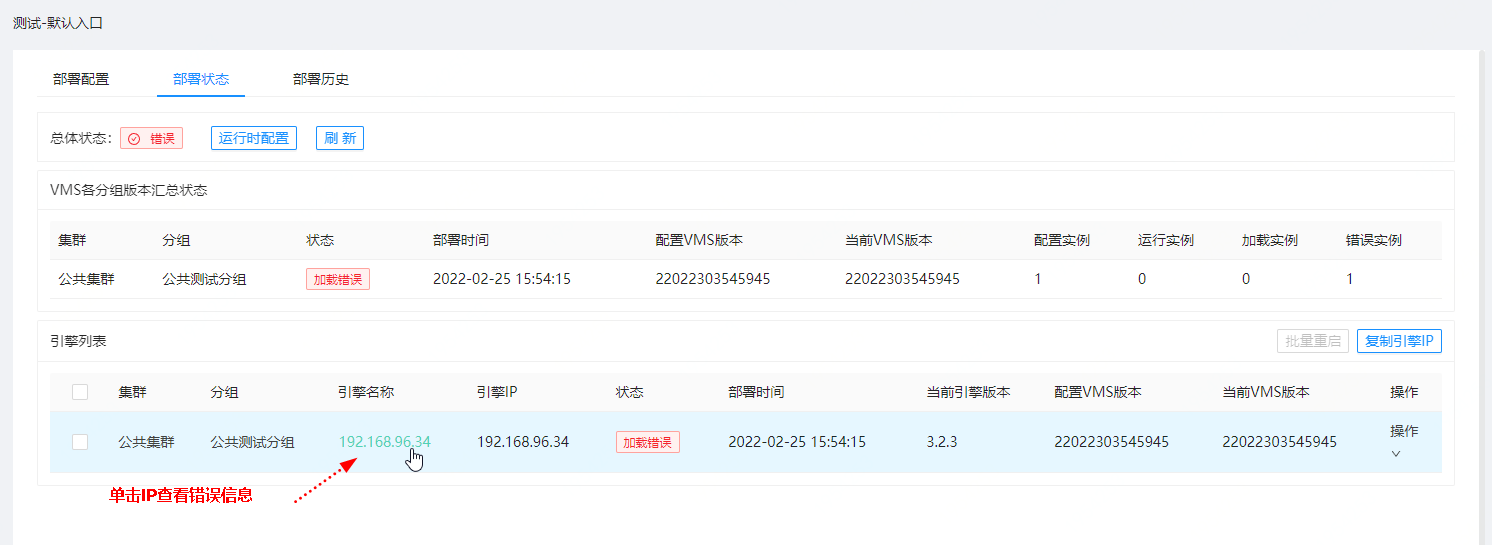 测试-默认入口
部署配置 部署状态 部署历史
总体状态: 错误 运行时配置 刷 新
VMS各分组版本汇总状态
集群 分组 状态 部署时间 配置VMS版本 当前VMS版本 配置实例 运行实例 加载实例 错误实例
公共集群 公共测试分组 加载错误 2022-02-25 15:54:15 22022303545945 22022303545945 1 0 0 1
引擎列表 批量重启 复制引擎IP
集群 分组 引擎名称 引擎IP 状态 部署时间 当前引擎版本 配置VMS版本 当前VMS版本 操作
公共集群 公共测试分组 192.168.96.34 192.168.96.34 加载错误 2022-02-25 15:54:15 3.2.3 22022303545945 22022303545945 操作
单击IP查看错误信息